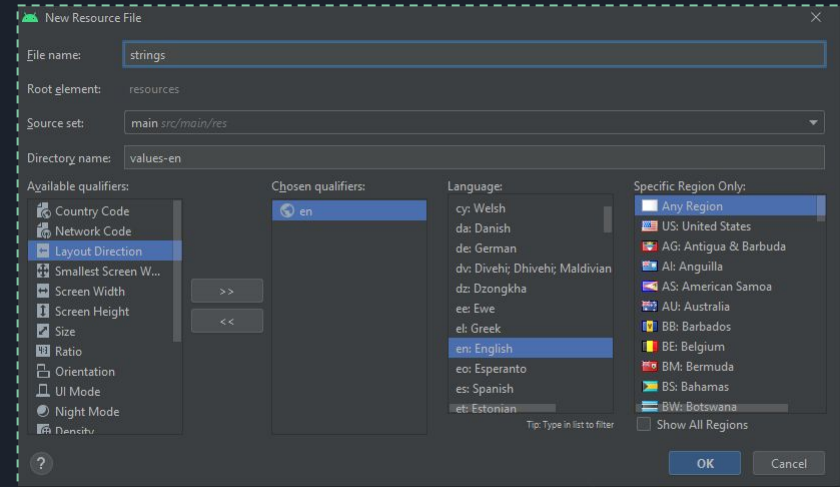 New Resource File
File name: strings
Root element: resources
Source set: main src/main/res
Directory name: values-en
Available qualifiers:
Country Code
Network Code
Layout Direction
Smallest Screen W...
Screen Width
Screen Height
Size
Ratio
Orientation
UI Mode
Night Mode
Density
>>
<<
Chosen qualifiers:
en
Language:
cy: Welsh
da: Danish
de: German
dv: Divehi; Dhivehi; Maldivian
dz: Dzongkha
ee: Ewe
el: Greek
en: English
eo: Esperanto
es: Spanish
et: Estonian
Tip: Type in list to filter
Specific Region Only:
Any Region
US: United States
AG: Antigua & Barbuda
AI: Anguilla
AS: American Samoa
AU: Australia
BB: Barbados
BE: Belgium
BM: Bermuda
BS: Bahamas
BW: Botswana
Show All Regions
?
OK
Cancel